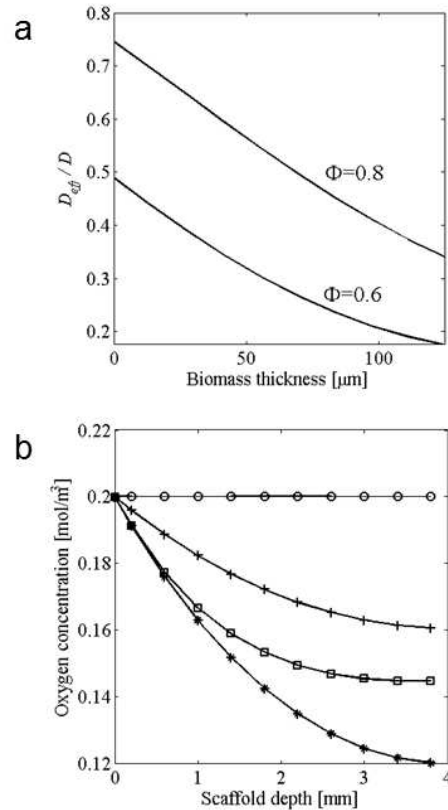 a
0.8
0.7
0.6
0.5
0.4
0.3
0.2
D_eff / D
Φ=0.8
Φ=0.6
0
50
100
Biomass thickness [µm]
b
0.22
0.2
0.18
0.16
0.14
0.12
Oxygen concentration [mol/m³]
0
1
2
3
4
Scaffold depth [mm]